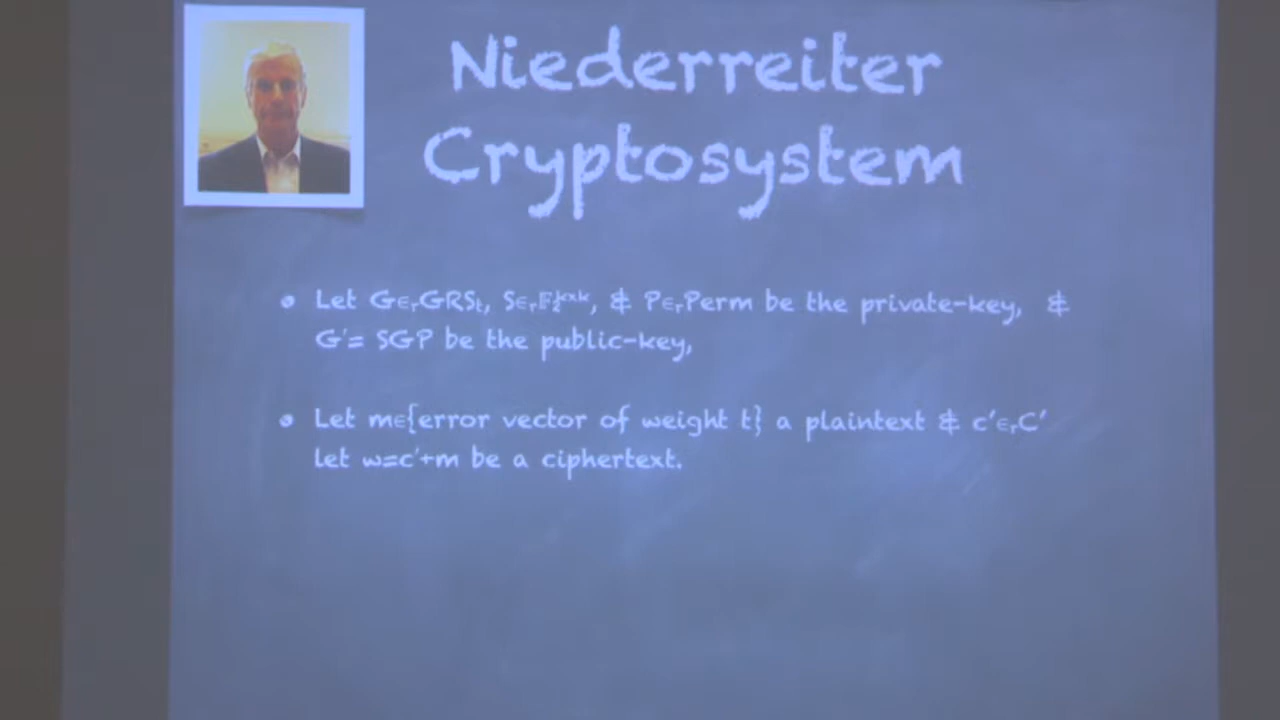 Niederreiter
Cryptosystem
• Let G∈ᵣGRSₜ, S∈ᵣF₂ᵏˣᵏ, & P∈ᵣPerm be the private-key, &
G'= SGP be the public-key,
• Let m∈{error vector of weight t} a plaintext & c'∈ᵣC'
let w=c'+m be a ciphertext.